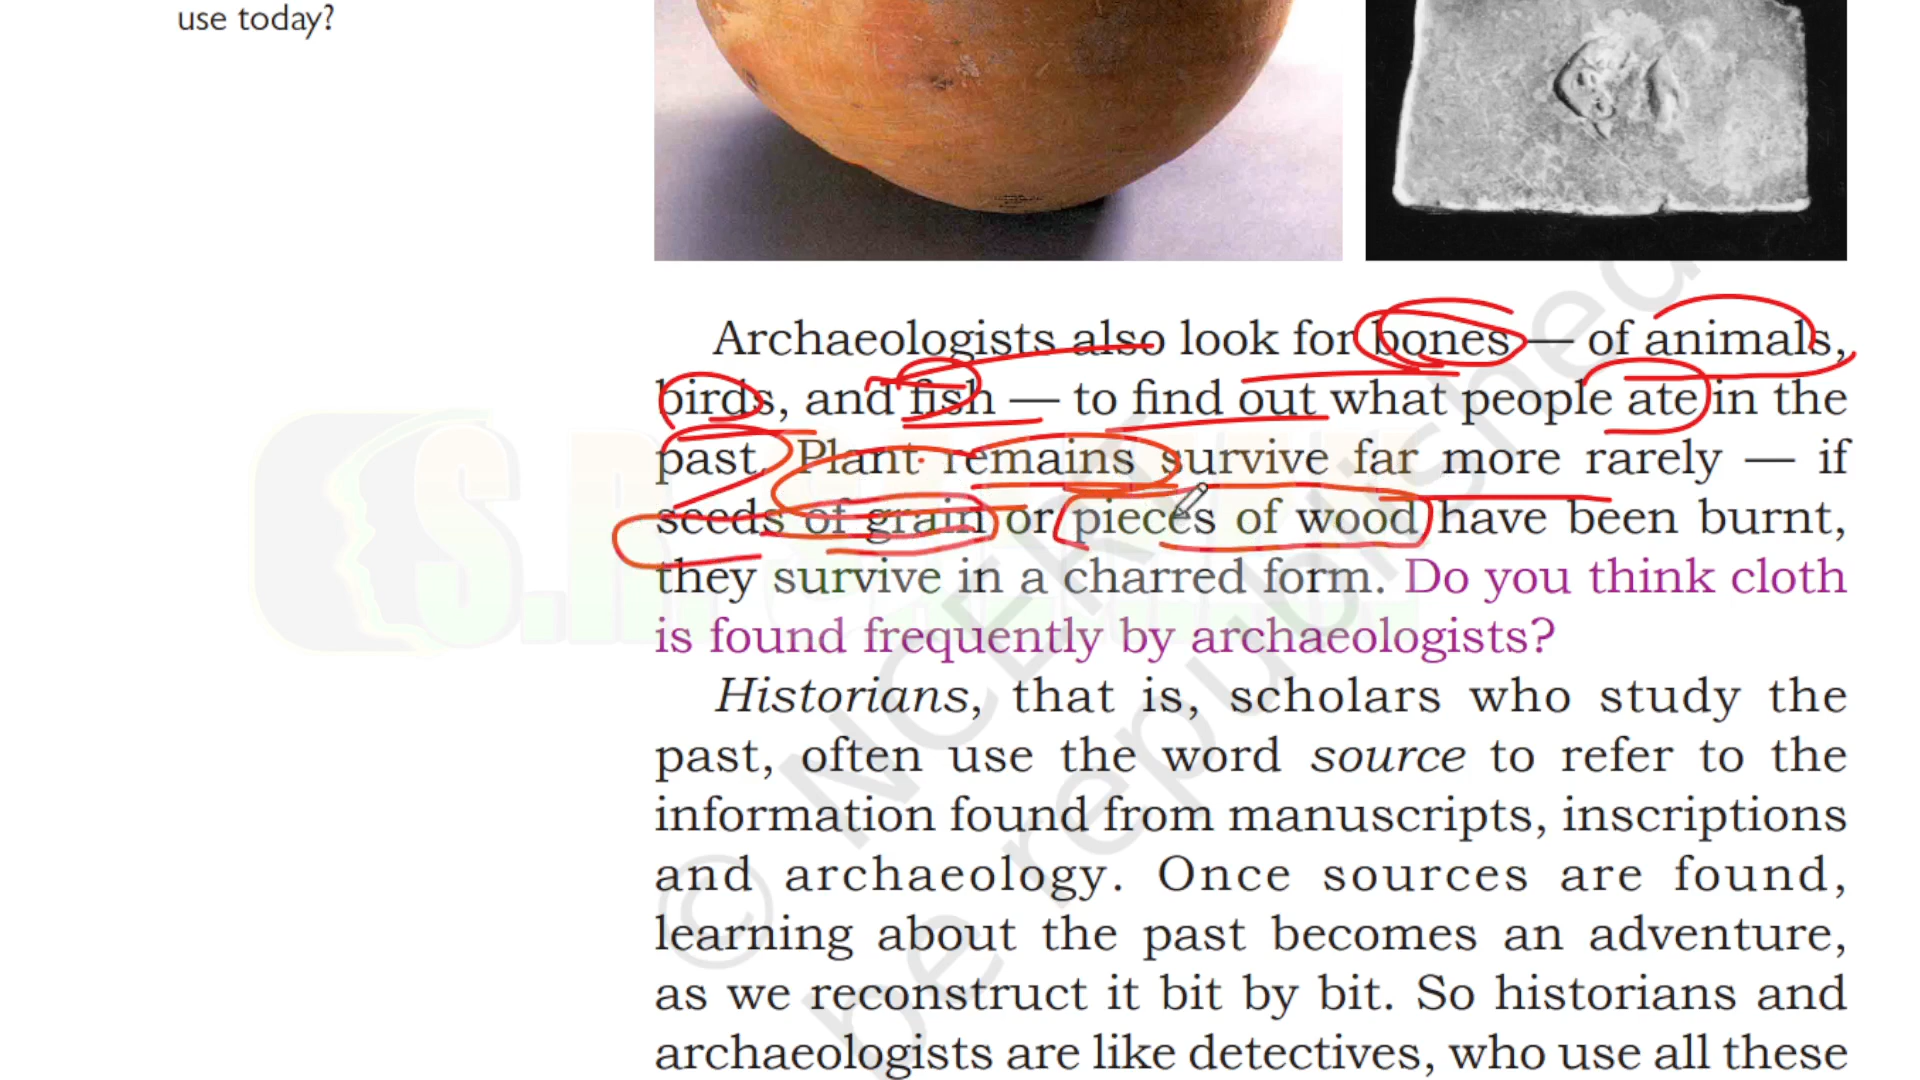 use today?
Archaeologists also look for bones — of animals,
birds, and fish — to find out what people ate in the
past. Plant remains survive far more rarely — if
seeds of grain or pieces of wood have been burnt,
they survive in a charred form. Do you think cloth
is found frequently by archaeologists?
Historians, that is, scholars who study the
past, often use the word source to refer to the
information found from manuscripts, inscriptions
and archaeology. Once sources are found,
learning about the past becomes an adventure,
as we reconstruct it bit by bit. So historians and
archaeologists are like detectives, who use all these
© NCERT
be republished